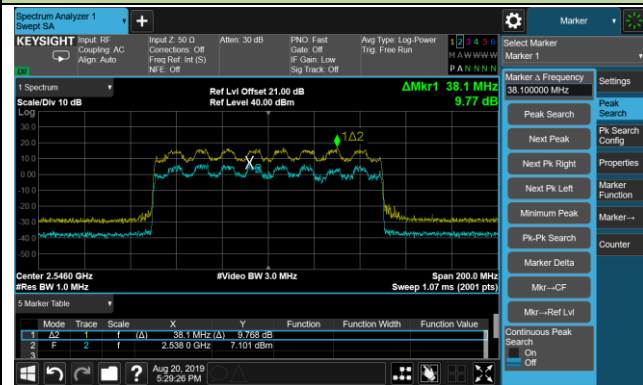 Spectrum Analyzer 1
Swept SA
Marker
KEYSIGHT
Input: RF
Coupling: AC
Align: Auto
Input Z: 50 Ω
Corrections: Off
Freq Ref: Int (S)
NFE: Off
Atten: 30 dB
PNO: Fast
Gate: Off
IF Gain: Low
Sig Track: Off
Avg Type: Log-Power
Trig: Free Run
1 2 3 4 5 6
M A W W W W
P A N N N N
LXI
Select Marker
Marker 1
1 Spectrum
Scale/Div 10 dB
Ref Lvl Offset 21.00 dB
Ref Level 40.00 dBm
ΔMkr1 38.1 MHz
9.77 dB
Log
30.0
20.0
10.0
0.00
-10.0
-20.0
-30.0
-40.0
-50.0
1Δ2
X
Center 2.5460 GHz
#Res BW 1.0 MHz
#Video BW 3.0 MHz
Span 200.0 MHz
Sweep 1.07 ms (2001 pts)
5 Marker Table
Mode Trace Scale X Y Function Function Width Function Value
1 Δ2 1 f (Δ) 38.1 MHz (Δ) 9.768 dB
2 F 2 f 2.538 0 GHz 7.101 dBm
3
Marker Δ Frequency
38.100000 MHz
Peak Search
Next Peak
Next Pk Right
Next Pk Left
Minimum Peak
Pk-Pk Search
Marker Delta
Mkr→CF
Mkr→Ref Lvl
Continuous Peak
Search
On
Off
Settings
Peak
Search
Pk Search
Config
Properties
Marker
Function
Marker→
Counter
?
Aug 20, 2019
5:29:26 PM